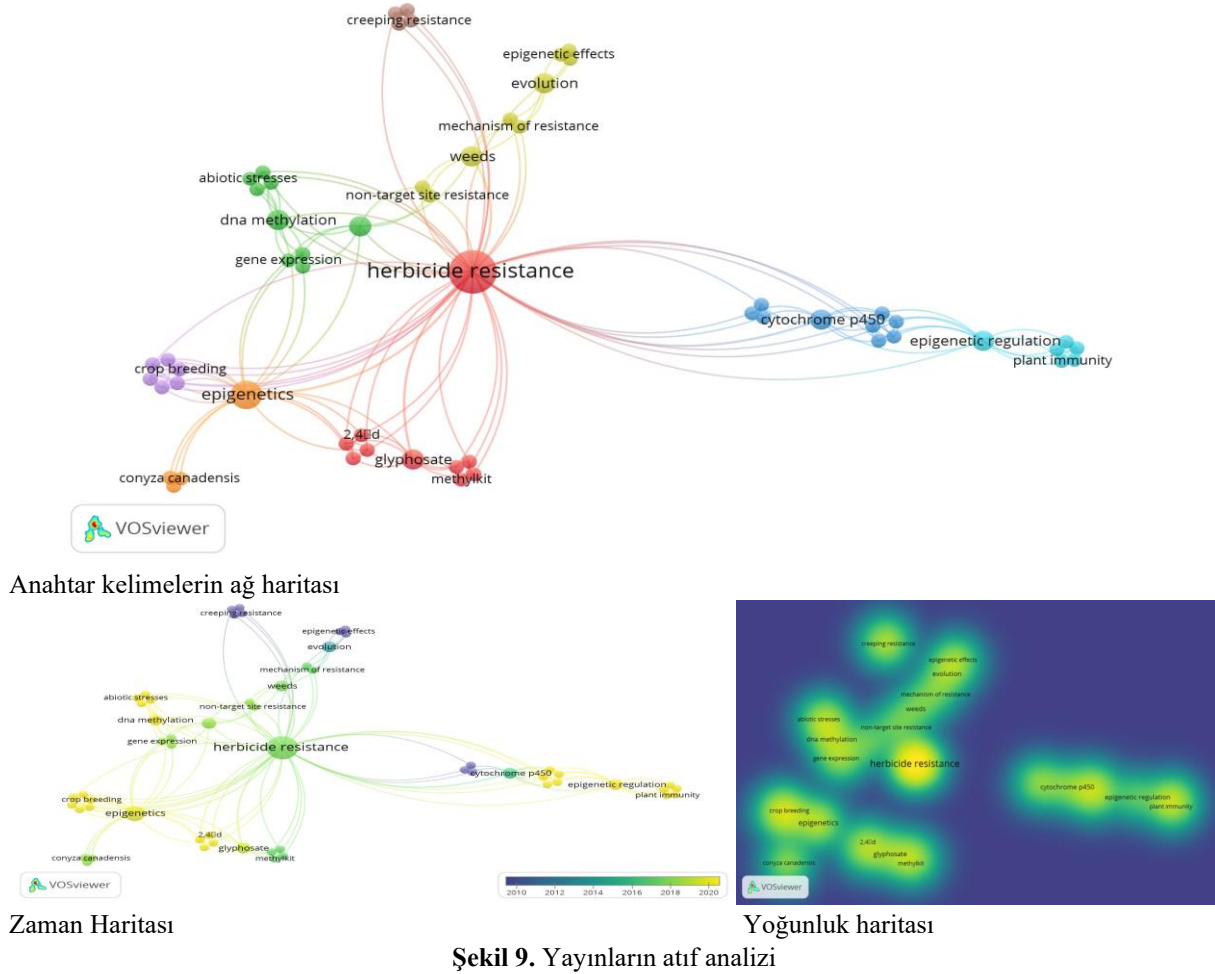 creeping resistance
epigenetic effects
evolution
mechanism of resistance
weeds
abiotic stresses
non-target site resistance
dna methylation
gene expression
herbicide resistance
cytochrome p450
epigenetic regulation
plant immunity
crop breeding
epigenetics
2,4▯d
glyphosate
conyza canadensis
methylkit
VOSviewer
Anahtar kelimelerin ağ haritası
creeping resistance
epigenetic effects
evolution
mechanism of resistance
weeds
abiotic stresses
non-target site resistance
dna methylation
gene expression
herbicide resistance
cytochrome p450
epigenetic regulation
plant immunity
crop breeding
epigenetics
2,4▯d
glyphosate
conyza canadensis
methylkit
VOSviewer
2010 2012 2014 2016 2018 2020
creeping resistance
epigenetic effects
evolution
mechanism of resistance
weeds
abiotic stresses
non-target site resistance
dna methylation
gene expression
herbicide resistance
cytochrome p450
epigenetic regulation
plant immunity
crop breeding
epigenetics
2,4▯d
glyphosate
conyza canadensis
methylkit
VOSviewer
Zaman Haritası
Yoğunluk haritası
Şekil 9. Yayınların atıf analizi